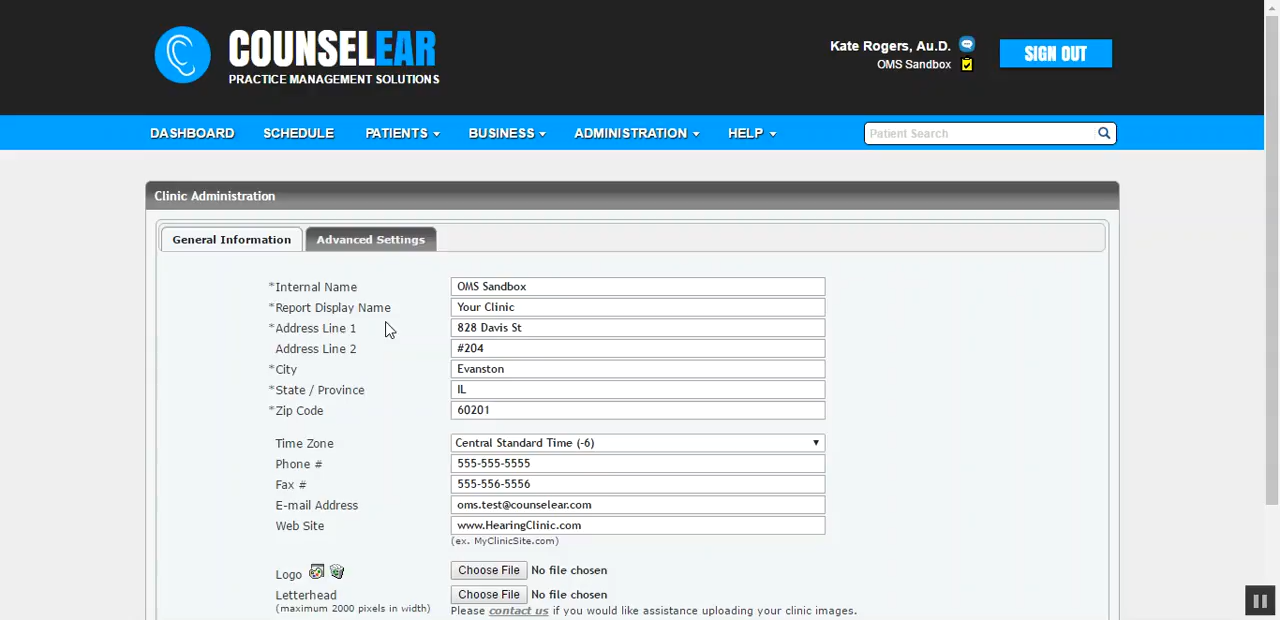 COUNSELEAR
PRACTICE MANAGEMENT SOLUTIONS
Kate Rogers, Au.D.
OMS Sandbox
SIGN OUT
DASHBOARD SCHEDULE PATIENTS BUSINESS ADMINISTRATION HELP Patient Search
Clinic Administration
General Information Advanced Settings
*Internal Name OMS Sandbox
*Report Display Name Your Clinic
*Address Line 1 828 Davis St
Address Line 2 #204
*City Evanston
*State / Province IL
*Zip Code 60201
Time Zone Central Standard Time (-6)
Phone # 555-555-5555
Fax # 555-556-5556
E-mail Address oms.test@counselear.com
Web Site www.HearingClinic.com
(ex. MyClinicSite.com)
Logo Choose File No file chosen
Letterhead Choose File No file chosen
(maximum 2000 pixels in width) Please contact us if you would like assistance uploading your clinic images.